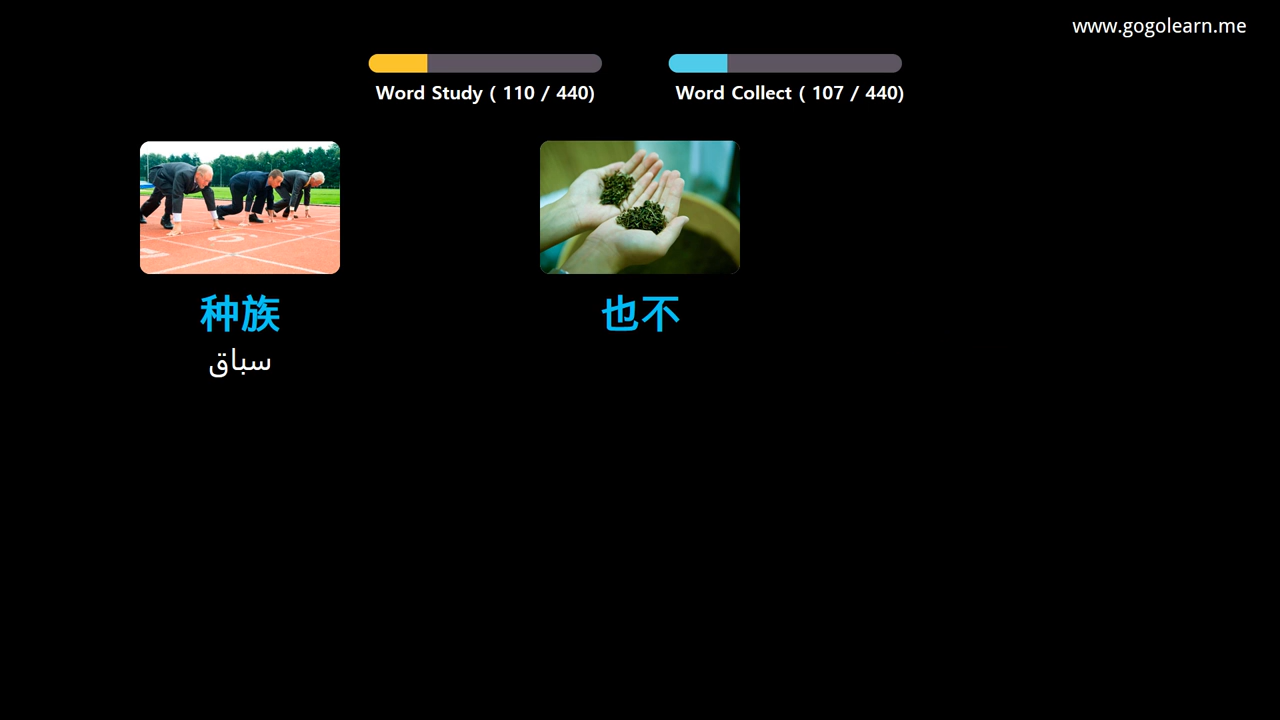 www.gogolearn.me
Word Study ( 110 / 440)
Word Collect ( 107 / 440)
种族
سباق
也不